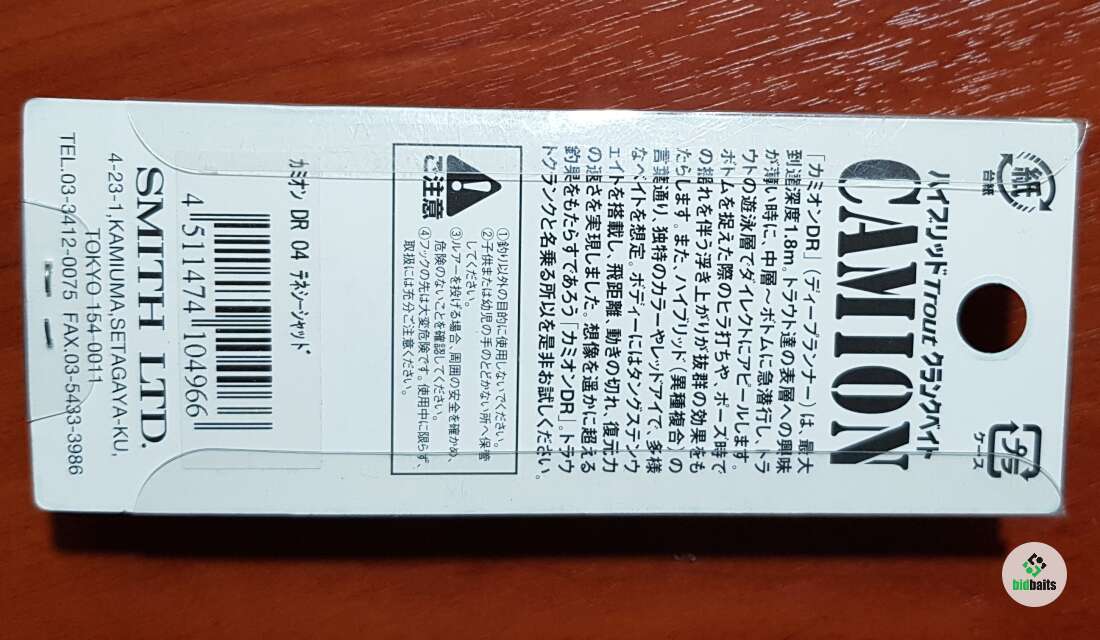 紙
台紙
プラ
ケース
ハイブリッドTroutクランクベイト
CAMION
「カミオンDR」(ディープランナー)は、最大
到達深度1.8m。トラウト達の表層への興味
が薄い時に、中層〜ボトムに急潜行し、トラ
ウトの遊泳層でダイレクトにアピールします。
ボトムを捉えた際のヒラ打ちや、ポーズ時で
の揺れを伴う浮き上がりが抜群の効果をも
たらします。また、ハイブリッド(異種複合)の
言葉通り、独特のカラーやレッドアイで、多様
なベイトを想定。ボディーにはタングステンウ
エイトを搭載し、飛距離、動きの切れ、復元力
の速さを実現しました。想像を遥かに超える
釣果をもたらすであろう「カミオンDR」。トラウ
トクランクと名乗る所以を是非お試しください。
ご注意
①釣り以外の目的に使用しないでください。
②子供または幼児の手のとどかない所へ保管
してください。
③ルアーを投げる場合、周囲の安全を確かめ、
危険のないことを確認してください。
④フックの先は大変危険です。使用中に限らず、
取扱には充分ご注意ください。
カミオン DR 04 テネシーシャッド
4 511474 104966
SMITH LTD.
4-23-1,KAMIUMA,SETAGAYA-KU,
TOKYO 154-0011
TEL.03-3412-0075 FAX.03-5433-3986
bidbaits